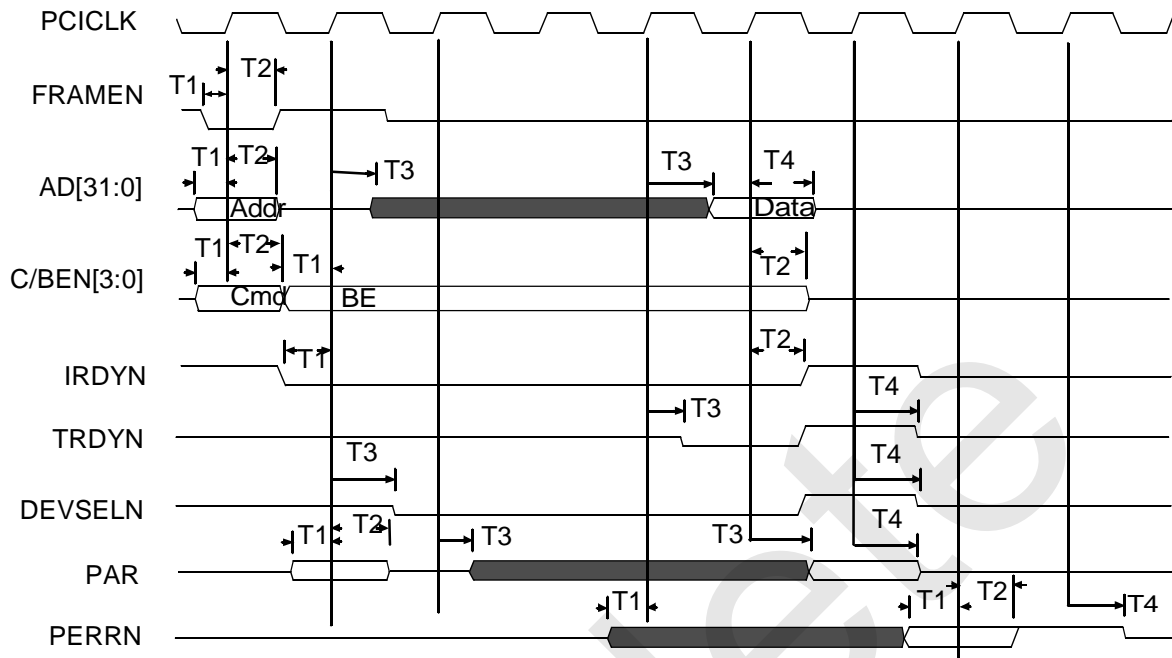 PCICLK
T2
T1
FRAMEN
T1 T2 T3 T3 T4
AD[31:0]
Addr Data
T1 T2 T1 T2
C/BEN[3:0]
Cmd BE
T1 T2
IRDYN
T3 T4
TRDYN
T3 T4
DEVSELN
T1 T2 T3 T3 T4
PAR
T1 T1 T2 T4
PERRN
lete